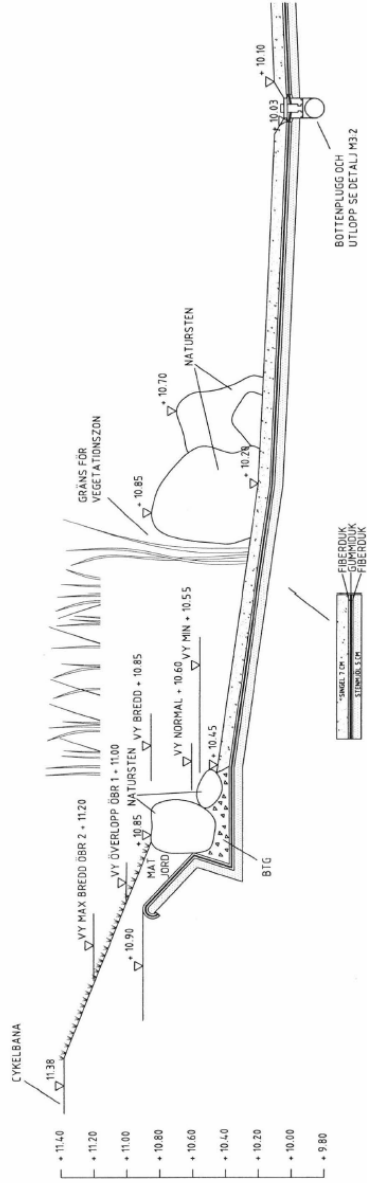 CYKELBANA
11.38
VY MAX BREDD ÖBR 2 + 11.20
VY ÖVERLOPP ÖBR 1 + 11.00
NATURSTEN
+ 10.85
VY BREDD + 10.85
VY NORMAL + 10.60
VY MIN + 10.55
+ 10.90
MAT
JORD
+ 10.45
BTG
GRÄNS FÖR
VEGETATIONSZON
+ 10.85
+ 10.70
NATURSTEN
+ 10.20
+ 10.10
10.03
BOTTENPLUGG OCH
UTLOPP SE DETALJ M3:2
FIBERDUK
GUMMIDUK
FIBERDUK
SINGEL 7 CM
STENMJÖL 5 CM
+ 11.40
+ 11.20
+ 11.00
+ 10.80
+ 10.60
+ 10.40
+ 10.20
+ 10.00
+ 9.80